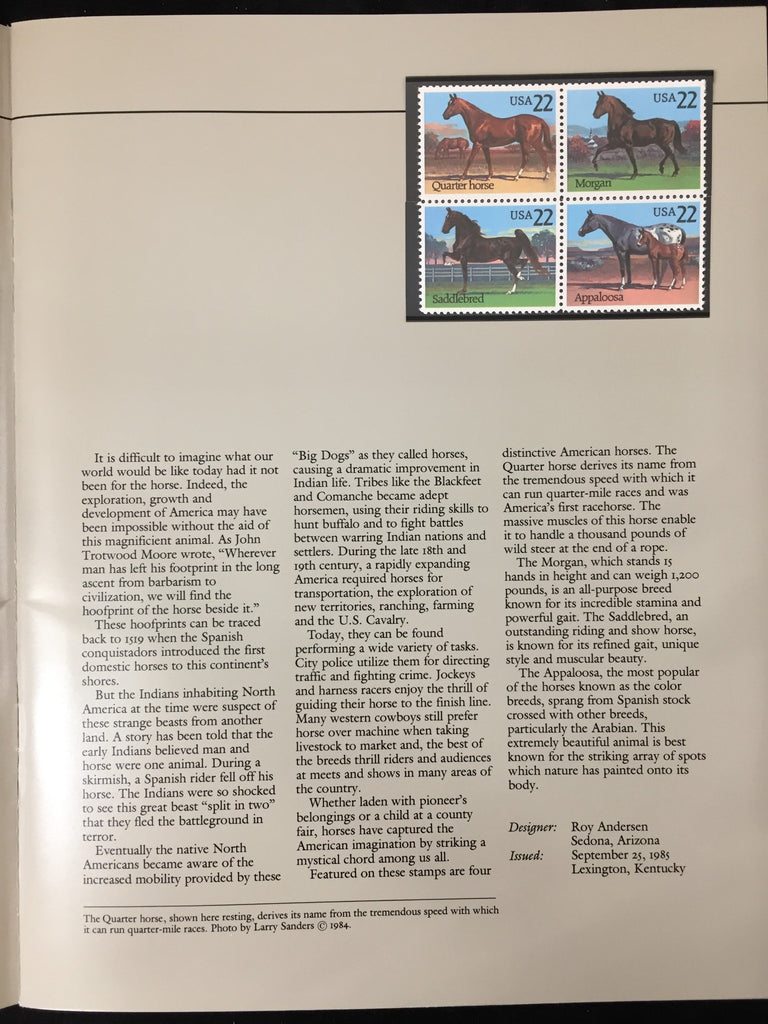 USA 22
Quarter horse
USA 22
Morgan
USA 22
Saddlebred
USA 22
Appaloosa
It is difficult to imagine what our
world would be like today had it not
been for the horse. Indeed, the
exploration, growth and
development of America may have
been impossible without the aid of
this magnificient animal. As John
Trotwood Moore wrote, “Wherever
man has left his footprint in the long
ascent from barbarism to
civilization, we will find the
hoofprint of the horse beside it.”
These hoofprints can be traced
back to 1519 when the Spanish
conquistadors introduced the first
domestic horses to this continent’s
shores.
But the Indians inhabiting North
America at the time were suspect of
these strange beasts from another
land. A story has been told that the
early Indians believed man and
horse were one animal. During a
skirmish, a Spanish rider fell off his
horse. The Indians were so shocked
to see this great beast “split in two”
that they fled the battleground in
terror.
Eventually the native North
Americans became aware of the
increased mobility provided by these
“Big Dogs” as they called horses,
causing a dramatic improvement in
Indian life. Tribes like the Blackfeet
and Comanche became adept
horsemen, using their riding skills to
hunt buffalo and to fight battles
between warring Indian nations and
settlers. During the late 18th and
19th century, a rapidly expanding
America required horses for
transportation, the exploration of
new territories, ranching, farming
and the U.S. Cavalry.
Today, they can be found
performing a wide variety of tasks.
City police utilize them for directing
traffic and fighting crime. Jockeys
and harness racers enjoy the thrill of
guiding their horse to the finish line.
Many western cowboys still prefer
horse over machine when taking
livestock to market and, the best of
the breeds thrill riders and audiences
at meets and shows in many areas of
the country.
Whether laden with pioneer’s
belongings or a child at a county
fair, horses have captured the
American imagination by striking a
mystical chord among us all.
Featured on these stamps are four
distinctive American horses. The
Quarter horse derives its name from
the tremendous speed with which it
can run quarter-mile races and was
America’s first racehorse. The
massive muscles of this horse enable
it to handle a thousand pounds of
wild steer at the end of a rope.
The Morgan, which stands 15
hands in height and can weigh 1,200
pounds, is an all-purpose breed
known for its incredible stamina and
powerful gait. The Saddlebred, an
outstanding riding and show horse,
is known for its refined gait, unique
style and muscular beauty.
The Appaloosa, the most popular
of the horses known as the color
breeds, sprang from Spanish stock
crossed with other breeds,
particularly the Arabian. This
extremely beautiful animal is best
known for the striking array of spots
which nature has painted onto its
body.
Designer: Roy Andersen
Sedona, Arizona
Issued: September 25, 1985
Lexington, Kentucky
The Quarter horse, shown here resting, derives its name from the tremendous speed with which
it can run quarter-mile races. Photo by Larry Sanders © 1984.